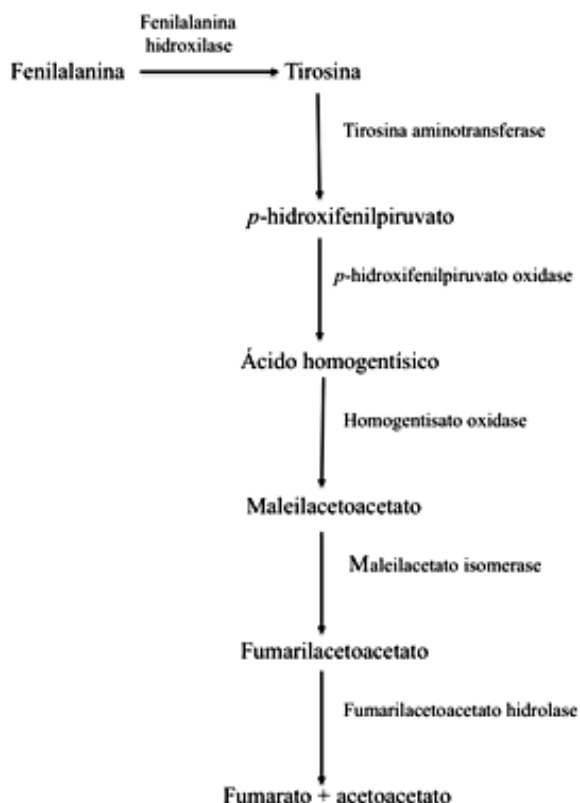 Fenilalanina
hidroxilase
Fenilalanina
Tirosina
Tirosina aminotransferase
p-hidroxifenilpiruvato
p-hidroxifenilpiruvato oxidase
Ácido homogentísico
Homogentisato oxidase
Maleilacetoacetato
Maleilacetato isomerase
Fumarilacetoacetato
Fumarilacetoacetato hidrolase
Fumarato + acetoacetato